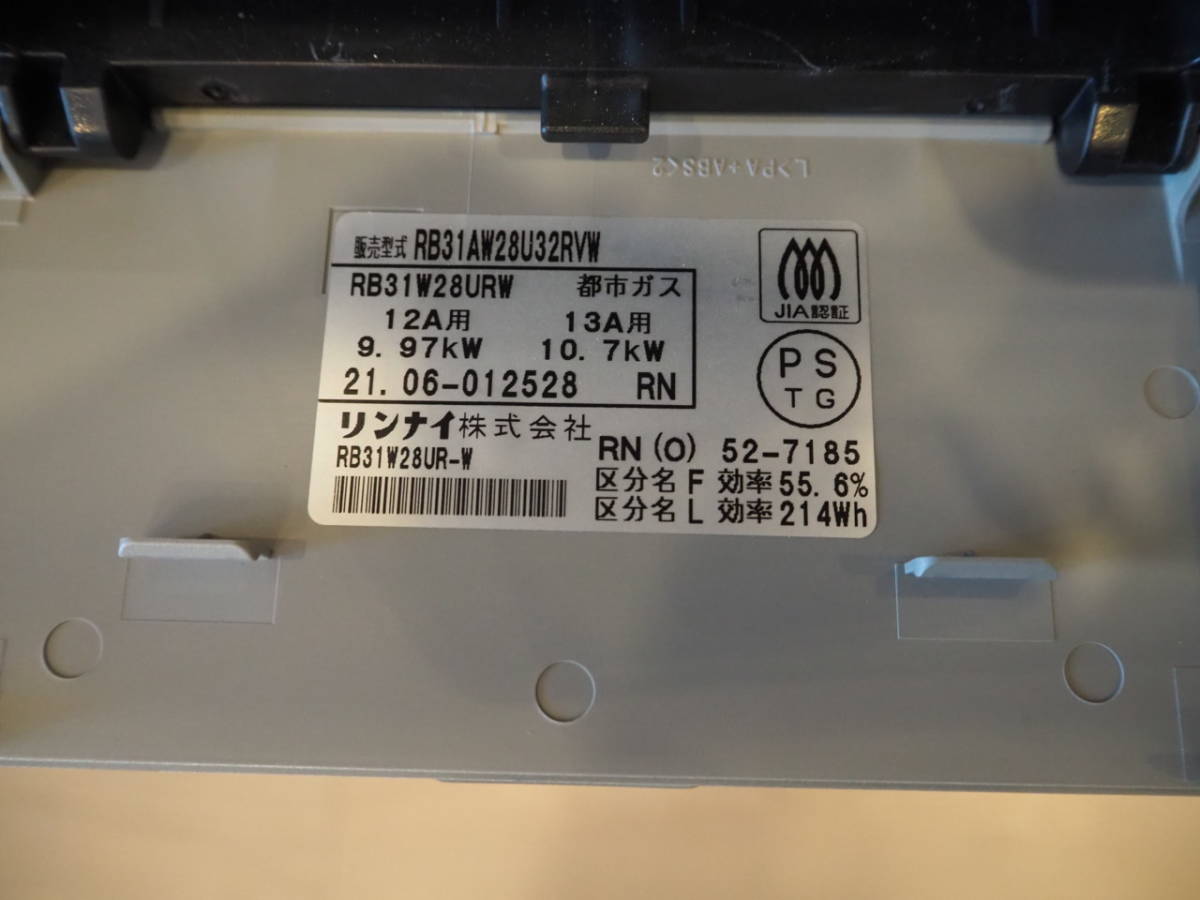 L>PA+ABS<2
販売型式 RB31AW28U32RVW
RB31W28URW 都市ガス
12A用 13A用
9.97kW 10.7kW
21.06-012528 RN
リンナイ株式会社
RB31W28UR-W
JIA認証
PS
TG
RN(O) 52-7185
区分名 F 効率 55.6%
区分名 L 効率 214Wh